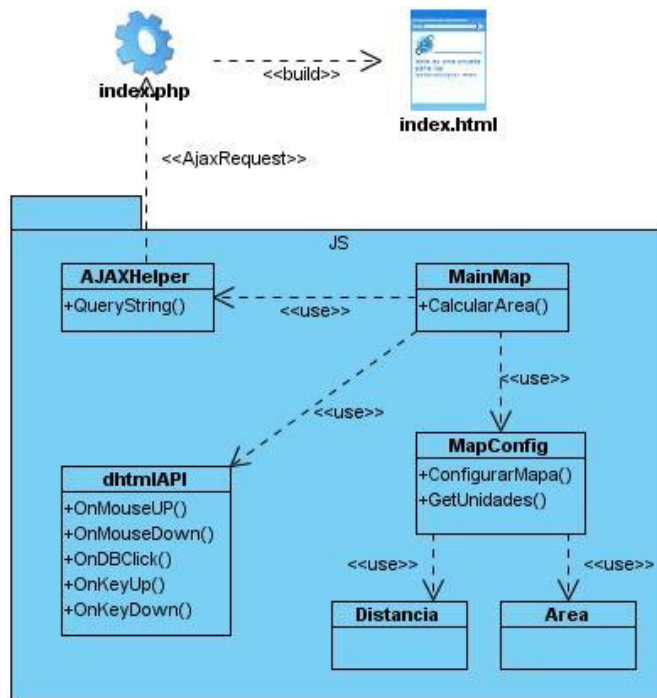 index.php
<<build>>
index.html
<<AjaxRequest>>
JS
AJAXHelper
+QueryString()
<<use>>
MainMap
+CalcularArea()
<<use>>
<<use>>
dhtmlAPI
+OnMouseUP()
+OnMouseDown()
+OnDBClick()
+OnKeyUp()
+OnKeyDown()
MapConfig
+ConfigurarMapa()
+GetUnidades()
<<use>>
<<use>>
Distancia
Area